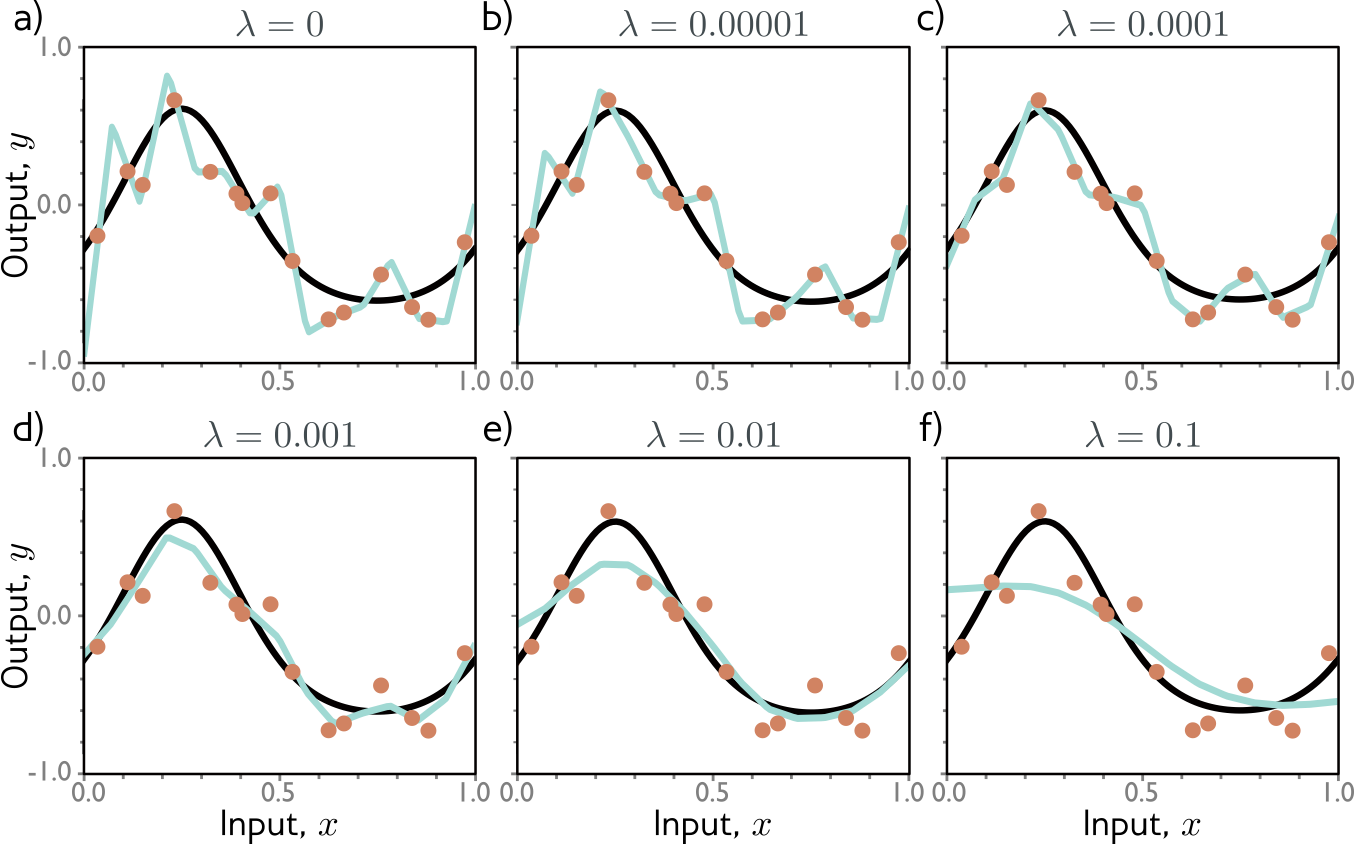 a) λ = 0
b) λ = 0.00001
c) λ = 0.0001
1.0
0.0
-1.0
Output, y
0.0 0.5 1.0
0.0 0.5 1.0
0.0 0.5 1.0
d) λ = 0.001
e) λ = 0.01
f) λ = 0.1
1.0
0.0
-1.0
Output, y
0.0 0.5 1.0
0.0 0.5 1.0
0.0 0.5 1.0
Input, x
Input, x
Input, x